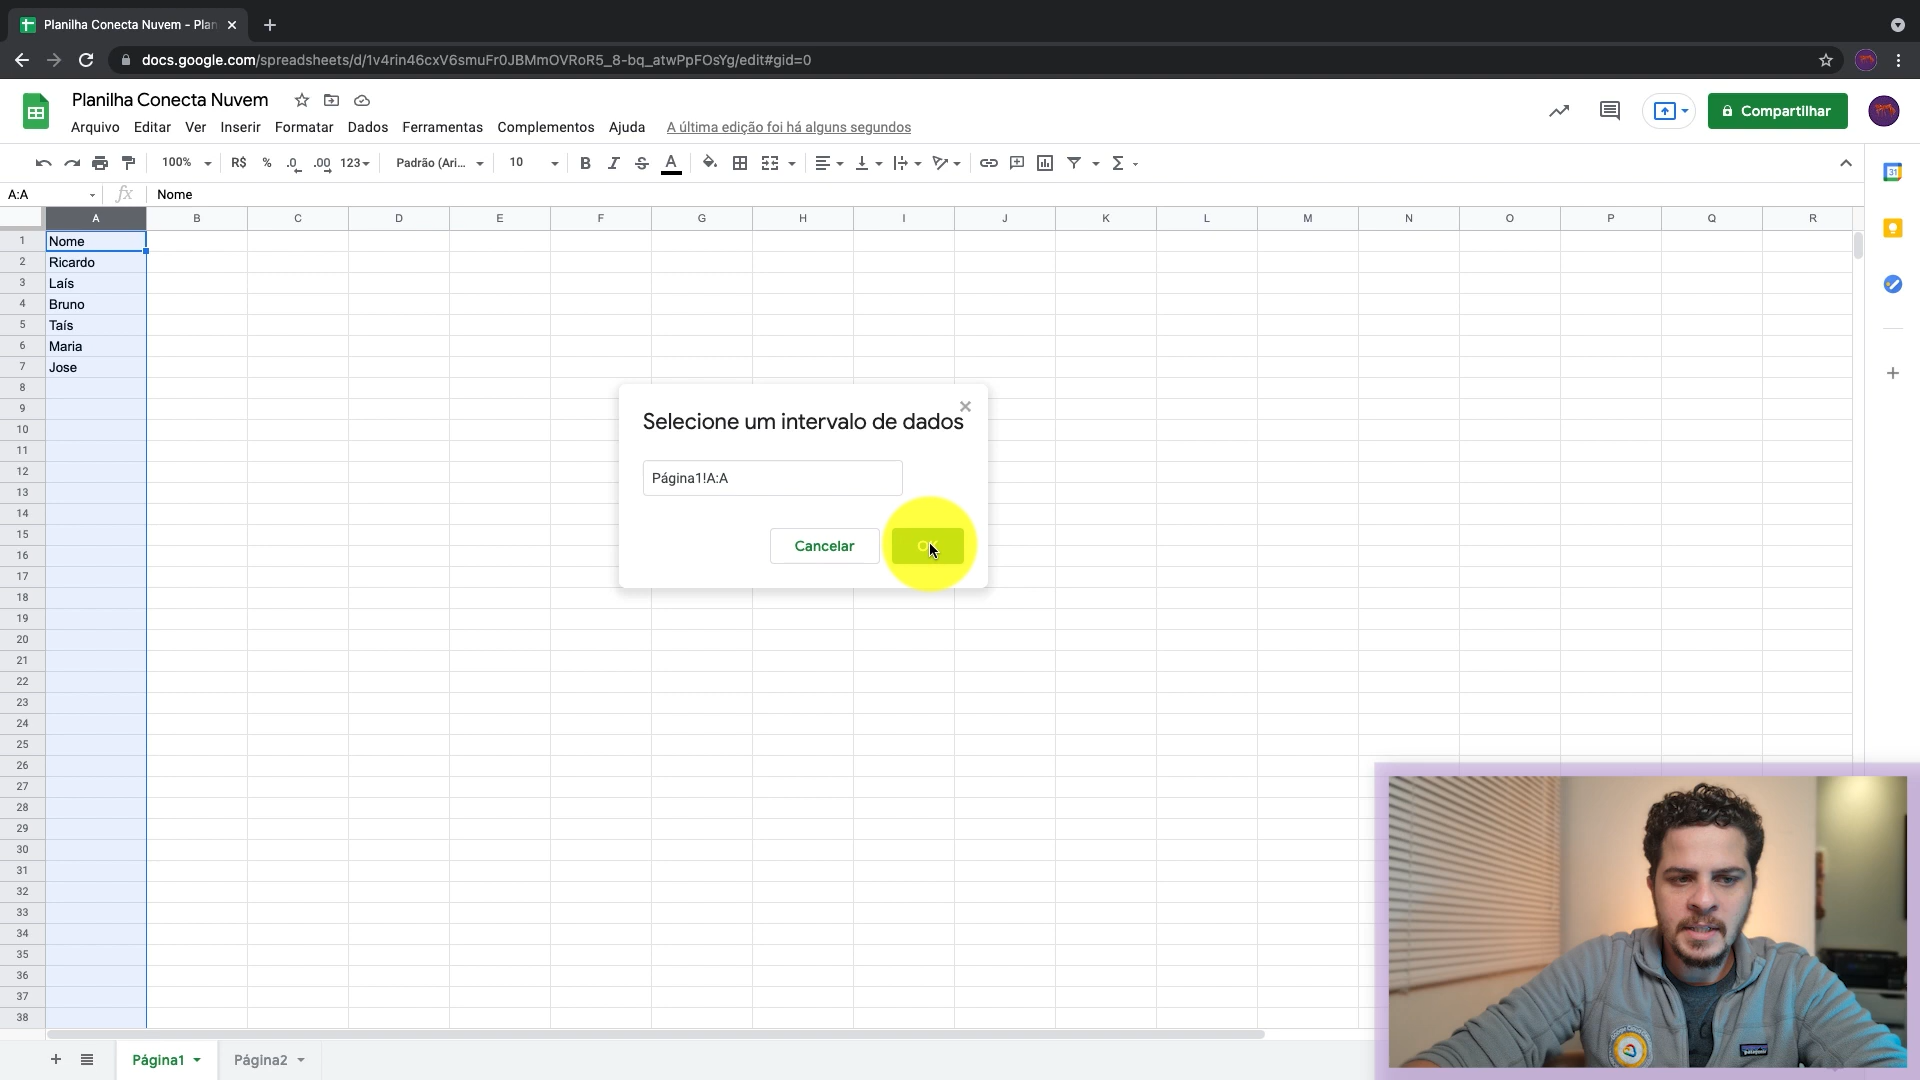 Planilha Conecta Nuvem - Plan
docs.google.com/spreadsheets/d/1v4rin46cxV6smuFr0JBMmOVRoR5_8-bq_atwPpFOsYg/edit#gid=0
Planilha Conecta Nuvem
Compartilhar
Arquivo Editar Ver Inserir Formatar Dados Ferramentas Complementos Ajuda A última edição foi há alguns segundos
100% R$ % .0 .00 123 Padrão (Ari... 10 B I S A Σ
31
A:A fx Nome
A B C D E F G H I J K L M N O P Q R
1 Nome
2 Ricardo
3 Laís
4 Bruno
5 Taís
6 Maria
7 Jose
8
9
10
11
12
13
14
15
16
17
18
19
20
21
22
23
24
25
26
27
28
29
30
31
32
33
34
35
36
37
38
Selecione um intervalo de dados
Página1!A:A
Cancelar OK
Página1 Página2